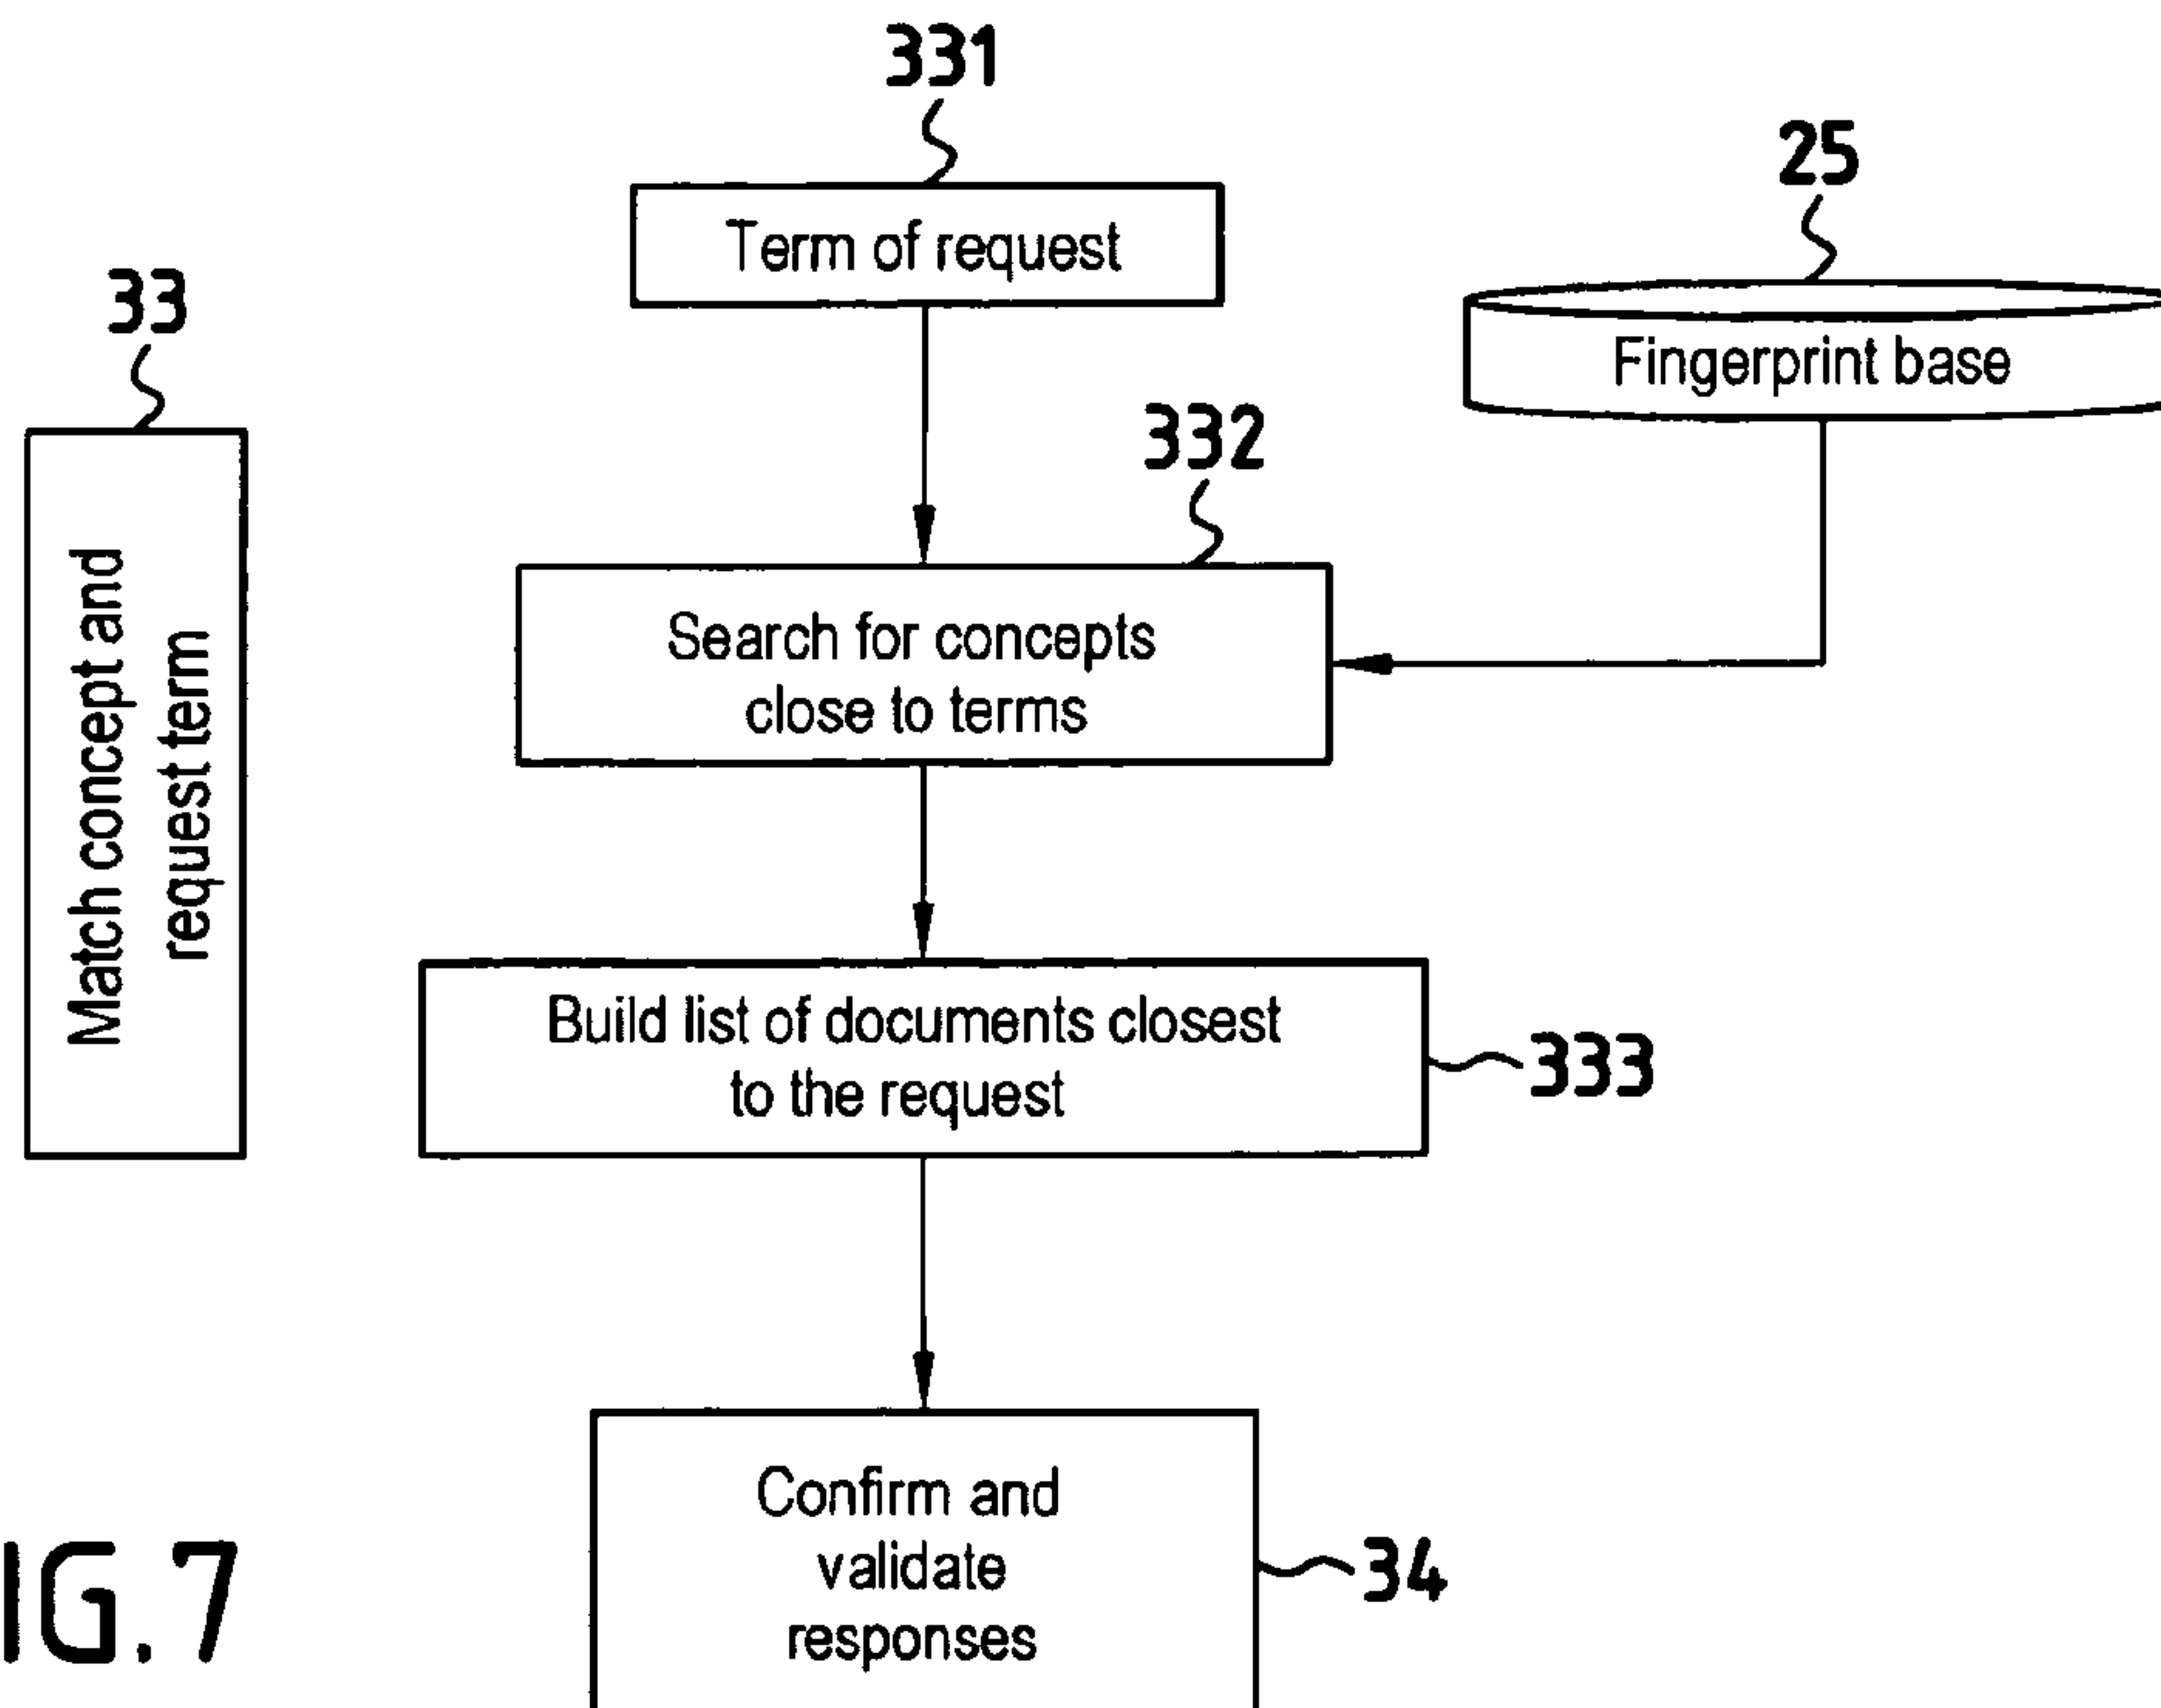 331
25
Term of request
33
Fingerprint base
332
Match concept and
request term
Search for concepts
close to terms
Build list of documents closest
to the request
333
Confirm and
validate
responses
34
IG.7